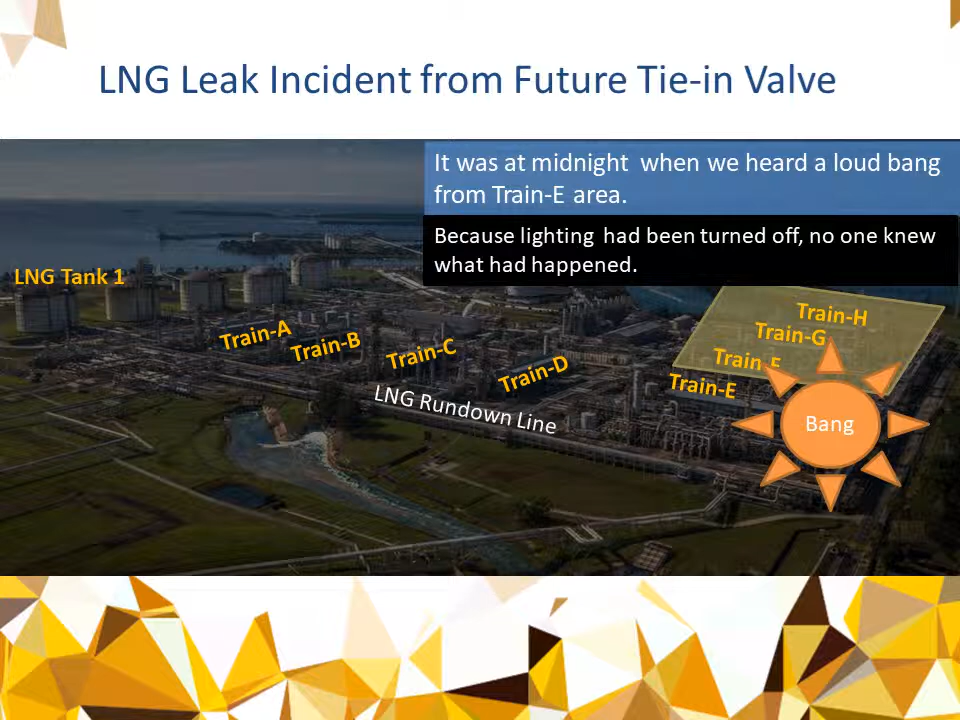 LNG Leak Incident from Future Tie-in Valve
It was at midnight when we heard a loud bang
from Train-E area.
Because lighting had been turned off, no one knew
what had happened.
LNG Tank 1
Train-H
Train-G
Train-F
Train-E
Train-A
Train-B
Train-C
Train-D
LNG Rundown Line
Bang